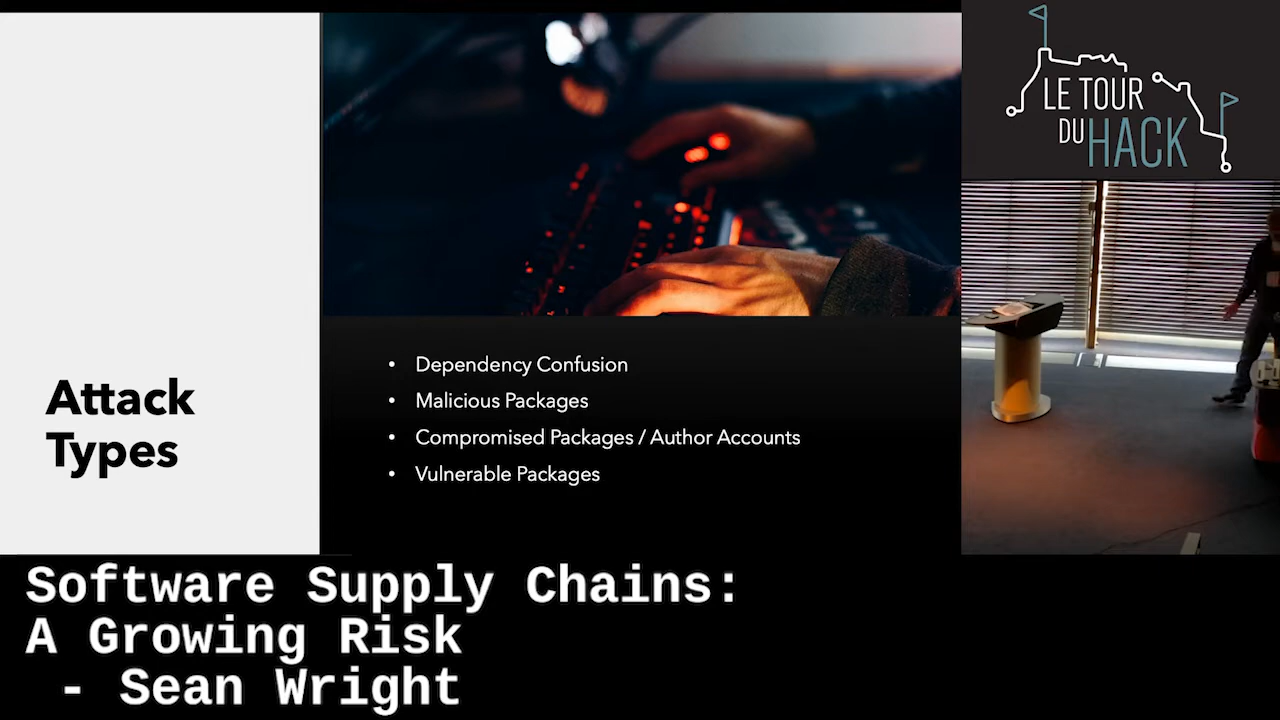 Attack
Types
• Dependency Confusion
• Malicious Packages
• Compromised Packages / Author Accounts
• Vulnerable Packages
LE TOUR
DU HACK
Software Supply Chains:
A Growing Risk
- Sean Wright